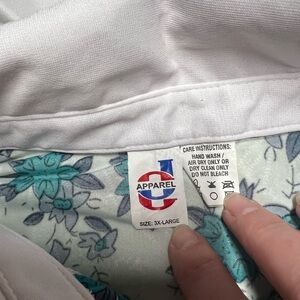 APPAREL
SIZE: 3X-LARGE
CARE INSTRUCTIONS:
HAND WASH /
AIR DRY ONLY OR
DRY CLEAN ONLY
DO NOT BLEACH